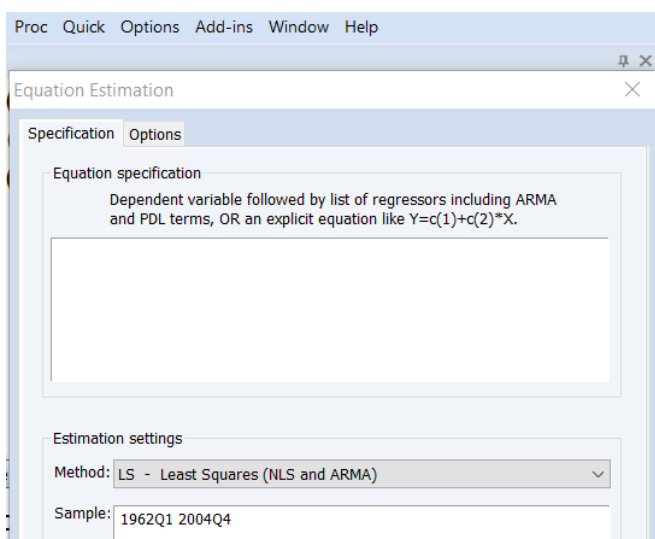 Proc Quick Options Add-ins Window Help
Equation Estimation
Specification Options
Equation specification
Dependent variable followed by list of regressors including ARMA
and PDL terms, OR an explicit equation like Y=c(1)+c(2)*X.
Estimation settings
Method: LS - Least Squares (NLS and ARMA)
Sample: 1962Q1 2004Q4